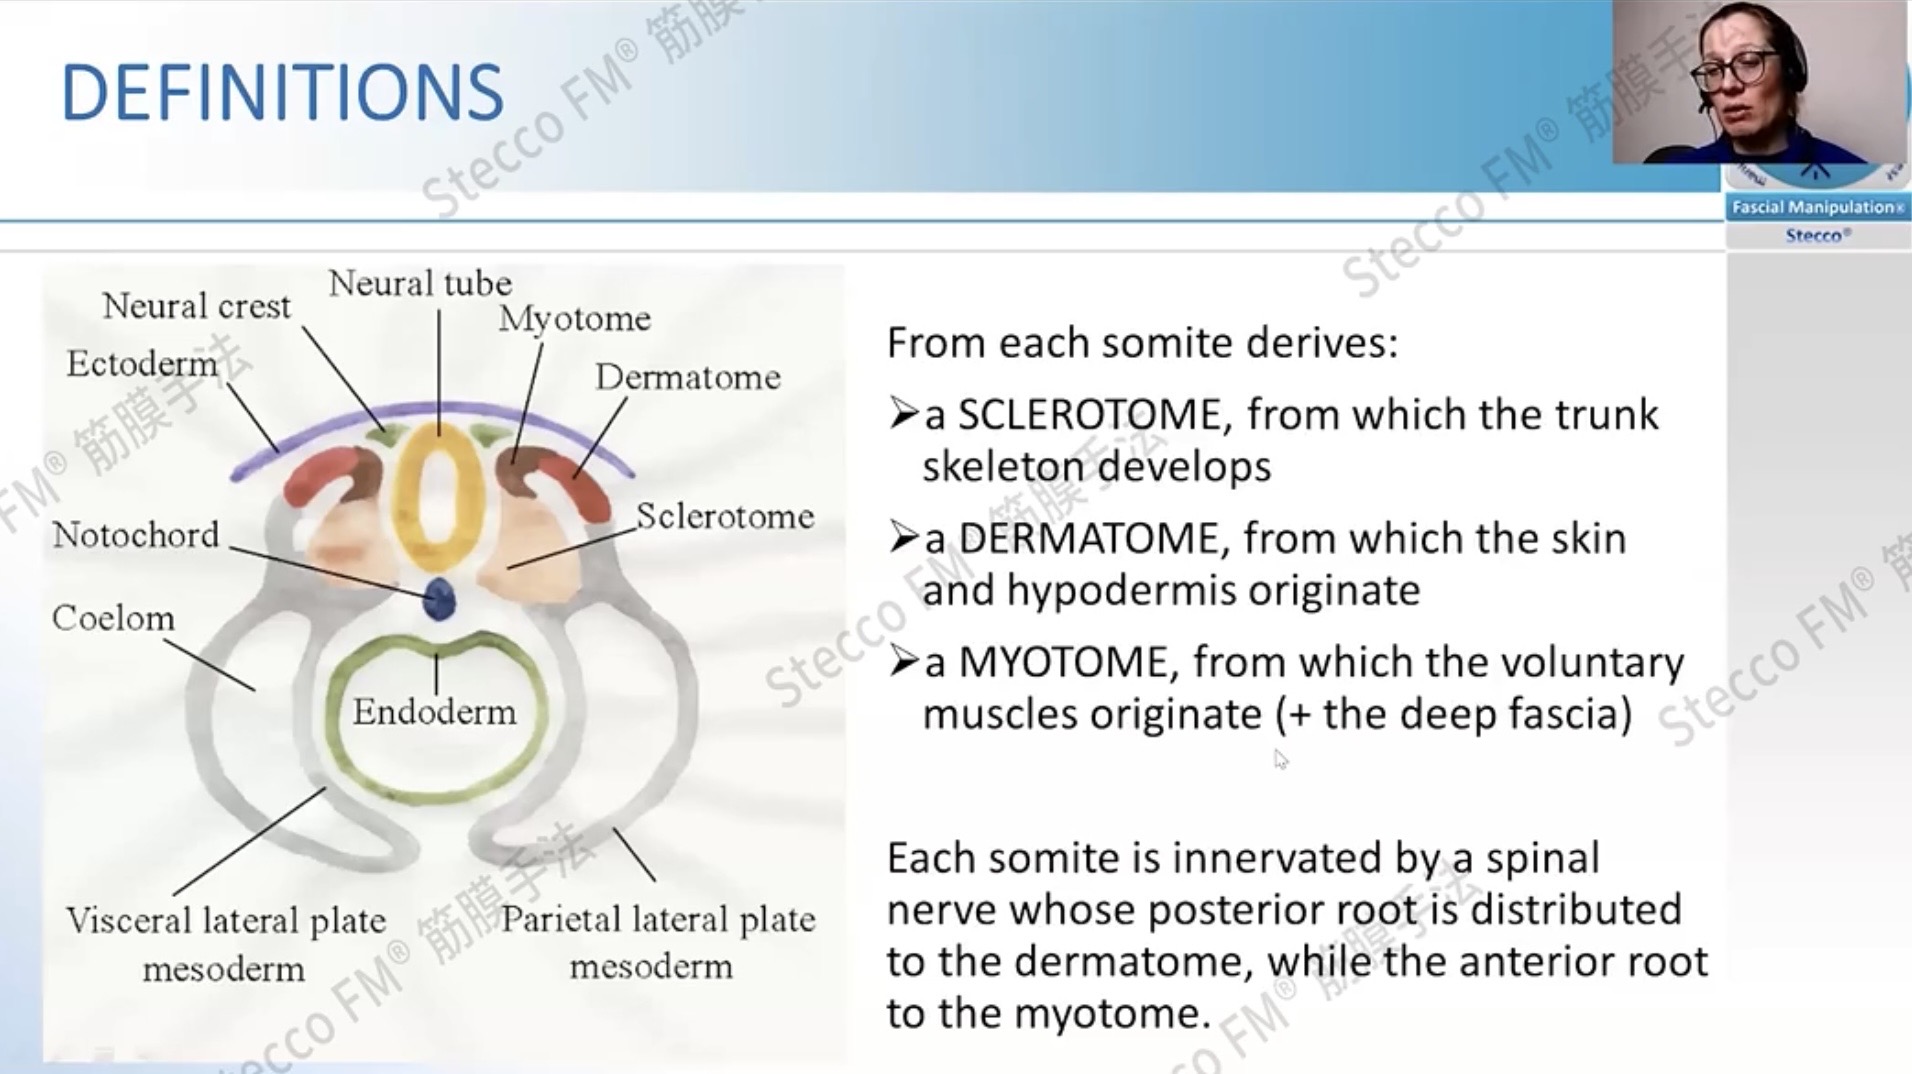 DEFINITIONS
Stecco FM® 筋膜手法
Fascial Manipulation®
Stecco®
Neural tube
Neural crest
Myotome
Ectoderm
Dermatome
Notochord
Sclerotome
Coelom
Endoderm
Visceral lateral plate
mesoderm
Parietal lateral plate
mesoderm
From each somite derives:
➢a SCLEROTOME, from which the trunk
skeleton develops
➢a DERMATOME, from which the skin
and hypodermis originate
➢a MYOTOME, from which the voluntary
muscles originate (+ the deep fascia)
Each somite is innervated by a spinal
nerve whose posterior root is distributed
to the dermatome, while the anterior root
to the myotome.